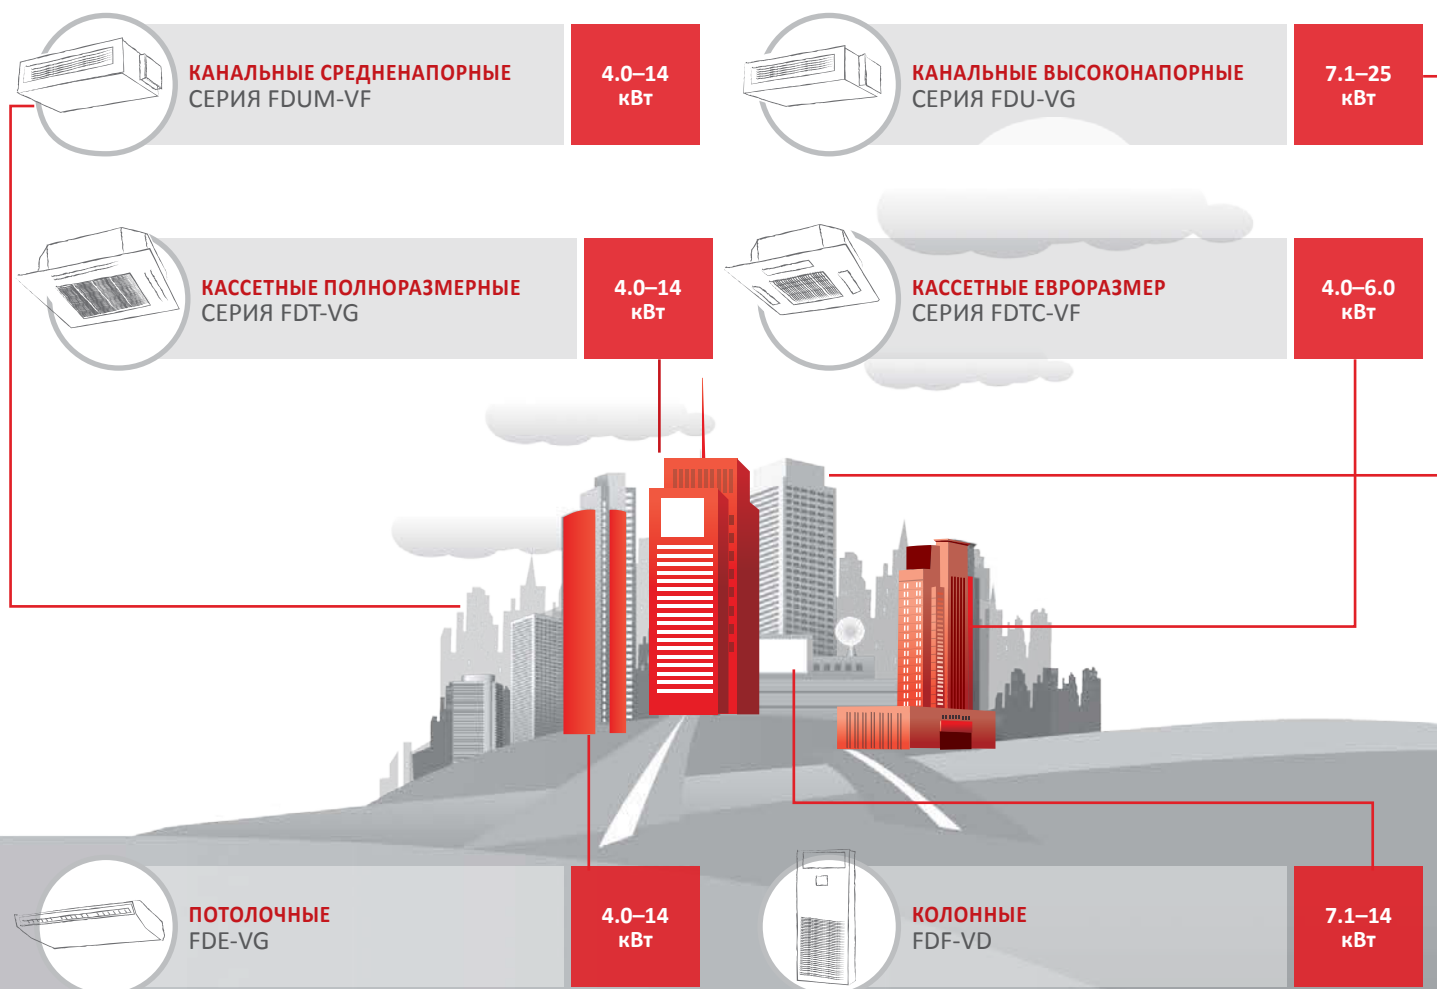 КАНАЛЬНЫЕ СРЕДНЕНАПОРНЫЕ
СЕРИЯ FDUM-VF
4.0–14
кВт
КАНАЛЬНЫЕ ВЫСОКОНАПОРНЫЕ
СЕРИЯ FDU-VG
7.1–25
кВт
КАССЕТНЫЕ ПОЛНОРАЗМЕРНЫЕ
СЕРИЯ FDT-VG
4.0–14
кВт
КАССЕТНЫЕ ЕВРОРАЗМЕР
СЕРИЯ FDTC-VF
4.0–6.0
кВт
ПОТОЛОЧНЫЕ
FDE-VG
4.0–14
кВт
КОЛОННЫЕ
FDF-VD
7.1–14
кВт